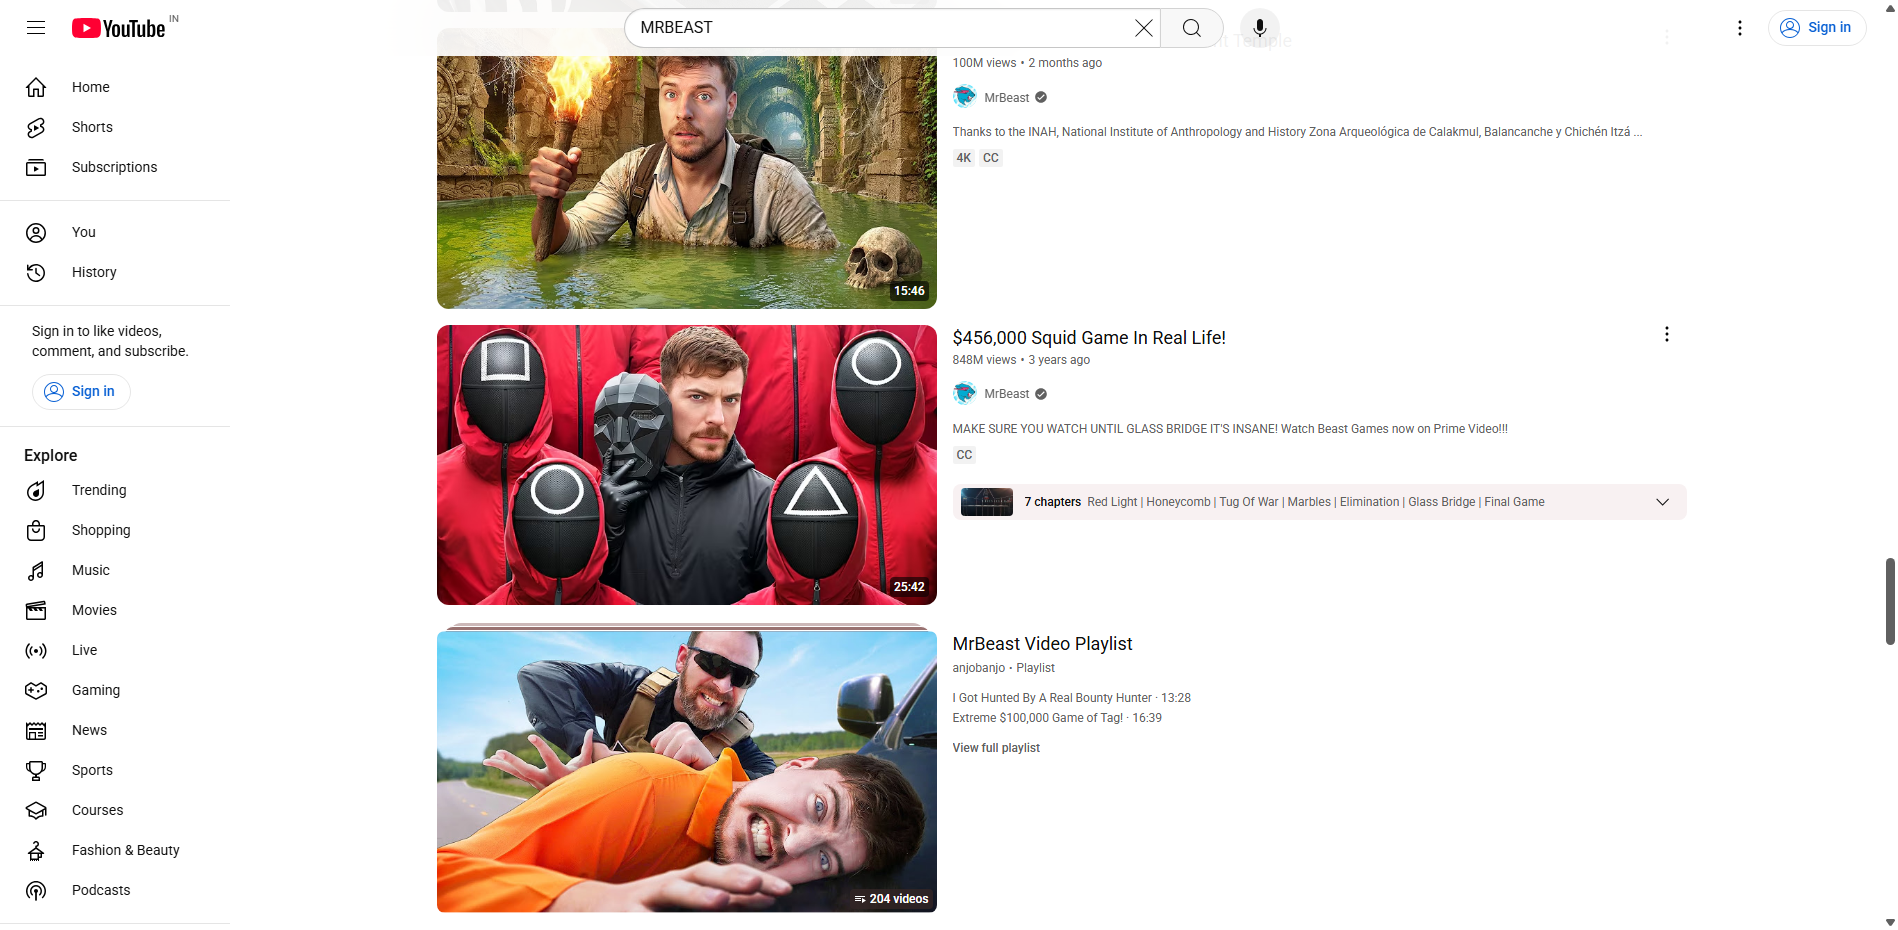 YouTube IN
MRBEAST
Sign in
Home
Shorts
Subscriptions
You
History
Sign in to like videos,
comment, and subscribe.
Sign in
Explore
Trending
Shopping
Music
Movies
Live
Gaming
News
Sports
Courses
Fashion & Beauty
Podcasts
Temple
100M views • 2 months ago
MrBeast
Thanks to the INAH, National Institute of Anthropology and History Zona Arqueológica de Calakmul, Balancanche y Chichén Itzá ...
4K CC
15:46
$456,000 Squid Game In Real Life!
848M views • 3 years ago
MrBeast
MAKE SURE YOU WATCH UNTIL GLASS BRIDGE IT'S INSANE! Watch Beast Games now on Prime Video!!!
CC
7 chapters Red Light | Honeycomb | Tug Of War | Marbles | Elimination | Glass Bridge | Final Game
25:42
MrBeast Video Playlist
anjobanjo • Playlist
I Got Hunted By A Real Bounty Hunter · 13:28
Extreme $100,000 Game of Tag! · 16:39
View full playlist
204 videos